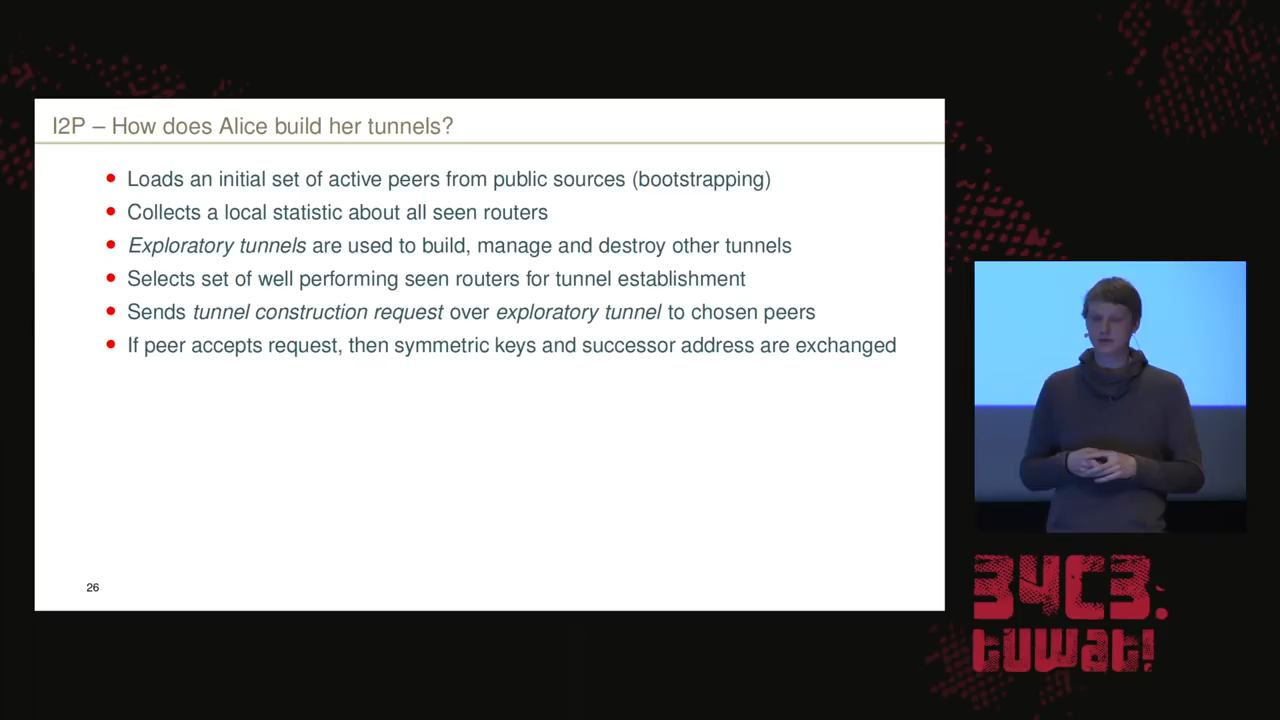 I2P – How does Alice build her tunnels?
Loads an initial set of active peers from public sources (bootstrapping)
Collects a local statistic about all seen routers
Exploratory tunnels are used to build, manage and destroy other tunnels
Selects set of well performing seen routers for tunnel establishment
Sends tunnel construction request over exploratory tunnel to chosen peers
If peer accepts request, then symmetric keys and successor address are exchanged
26
34C3.
tuwat!